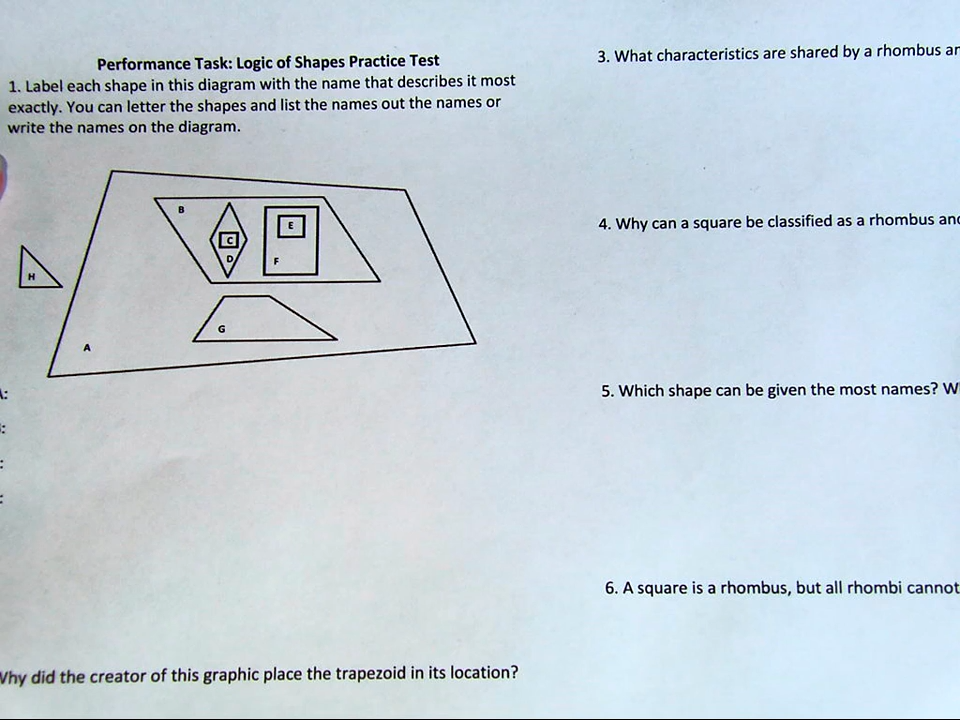 Performance Task: Logic of Shapes Practice Test
1. Label each shape in this diagram with the name that describes it most
exactly. You can letter the shapes and list the names out the names or
write the names on the diagram.
B
E
C
D
F
H
G
A
:
:
:
:
Why did the creator of this graphic place the trapezoid in its location?
3. What characteristics are shared by a rhombus
4. Why can a square be classified as a rhombus
5. Which shape can be given the most names?
6. A square is a rhombus, but all rhombi cannot